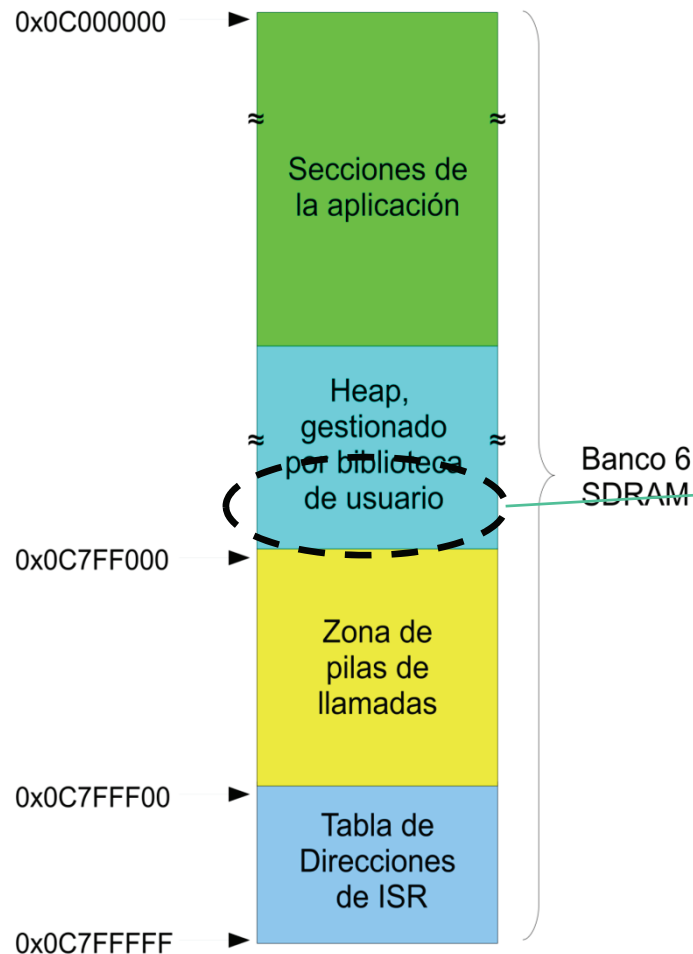 0x0C000000
≈ ≈
Secciones de
la aplicación
Heap,
gestionado
≈ ≈
por biblioteca
de usuario
Banco 6
SDRAM
0x0C7FF000
Zona de
pilas de
llamadas
0x0C7FFF00
Tabla de
Direcciones
de ISR
0x0C7FFFFF